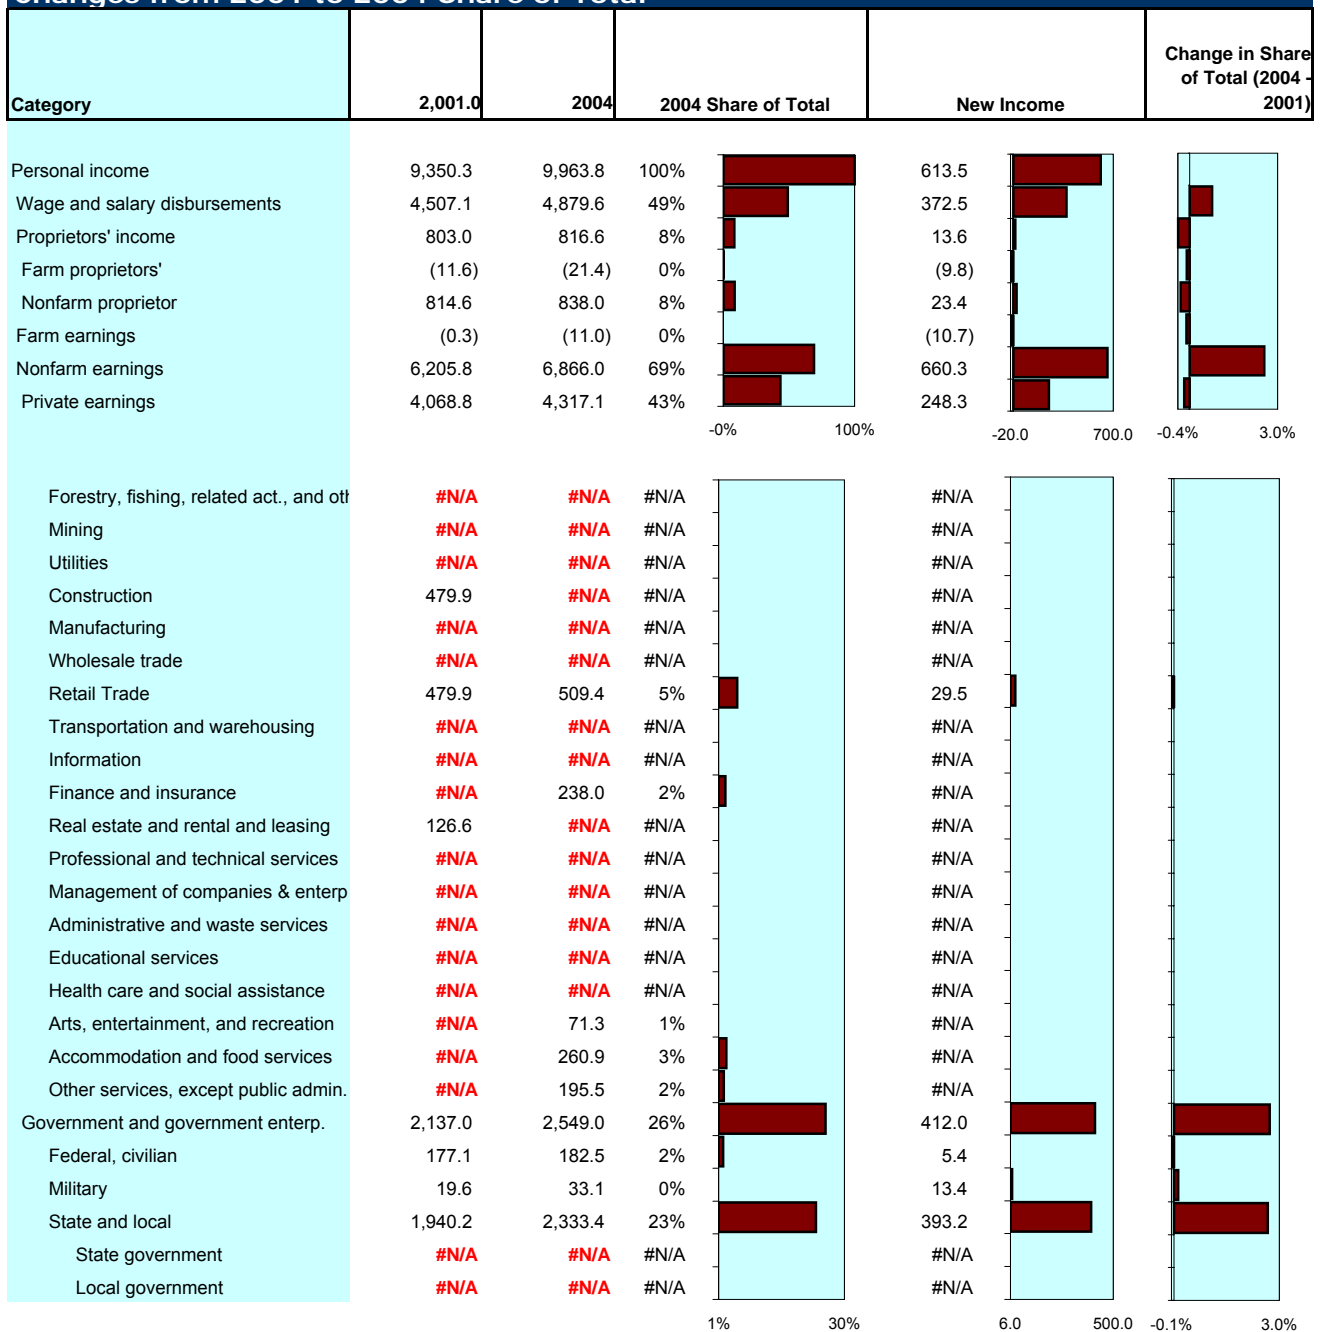 changes from 2001 to 2004 Share of Total
Change in Share
of Total (2004 -
Category 2,001.0 2004 2004 Share of Total New Income 2001)
Personal income 9,350.3 9,963.8 100% 613.5
Wage and salary disbursements 4,507.1 4,879.6 49% 372.5
Proprietors' income 803.0 816.6 8% 13.6
Farm proprietors' (11.6) (21.4) 0% (9.8)
Nonfarm proprietor 814.6 838.0 8% 23.4
Farm earnings (0.3) (11.0) 0% (10.7)
Nonfarm earnings 6,205.8 6,866.0 69% 660.3
Private earnings 4,068.8 4,317.1 43% 248.3
-0% 100% -20.0 700.0 -0.4% 3.0%
Forestry, fishing, related act., and oth #N/A #N/A #N/A #N/A
Mining #N/A #N/A #N/A #N/A
Utilities #N/A #N/A #N/A #N/A
Construction 479.9 #N/A #N/A #N/A
Manufacturing #N/A #N/A #N/A #N/A
Wholesale trade #N/A #N/A #N/A #N/A
Retail Trade 479.9 509.4 5% 29.5
Transportation and warehousing #N/A #N/A #N/A #N/A
Information #N/A #N/A #N/A #N/A
Finance and insurance #N/A 238.0 2% #N/A
Real estate and rental and leasing 126.6 #N/A #N/A #N/A
Professional and technical services #N/A #N/A #N/A #N/A
Management of companies & enterp #N/A #N/A #N/A #N/A
Administrative and waste services #N/A #N/A #N/A #N/A
Educational services #N/A #N/A #N/A #N/A
Health care and social assistance #N/A #N/A #N/A #N/A
Arts, entertainment, and recreation #N/A 71.3 1% #N/A
Accommodation and food services #N/A 260.9 3% #N/A
Other services, except public admin. #N/A 195.5 2% #N/A
Government and government enterp. 2,137.0 2,549.0 26% 412.0
Federal, civilian 177.1 182.5 2% 5.4
Military 19.6 33.1 0% 13.4
State and local 1,940.2 2,333.4 23% 393.2
State government #N/A #N/A #N/A #N/A
Local government #N/A #N/A #N/A #N/A
1% 30% 6.0 500.0 -0.1% 3.0%